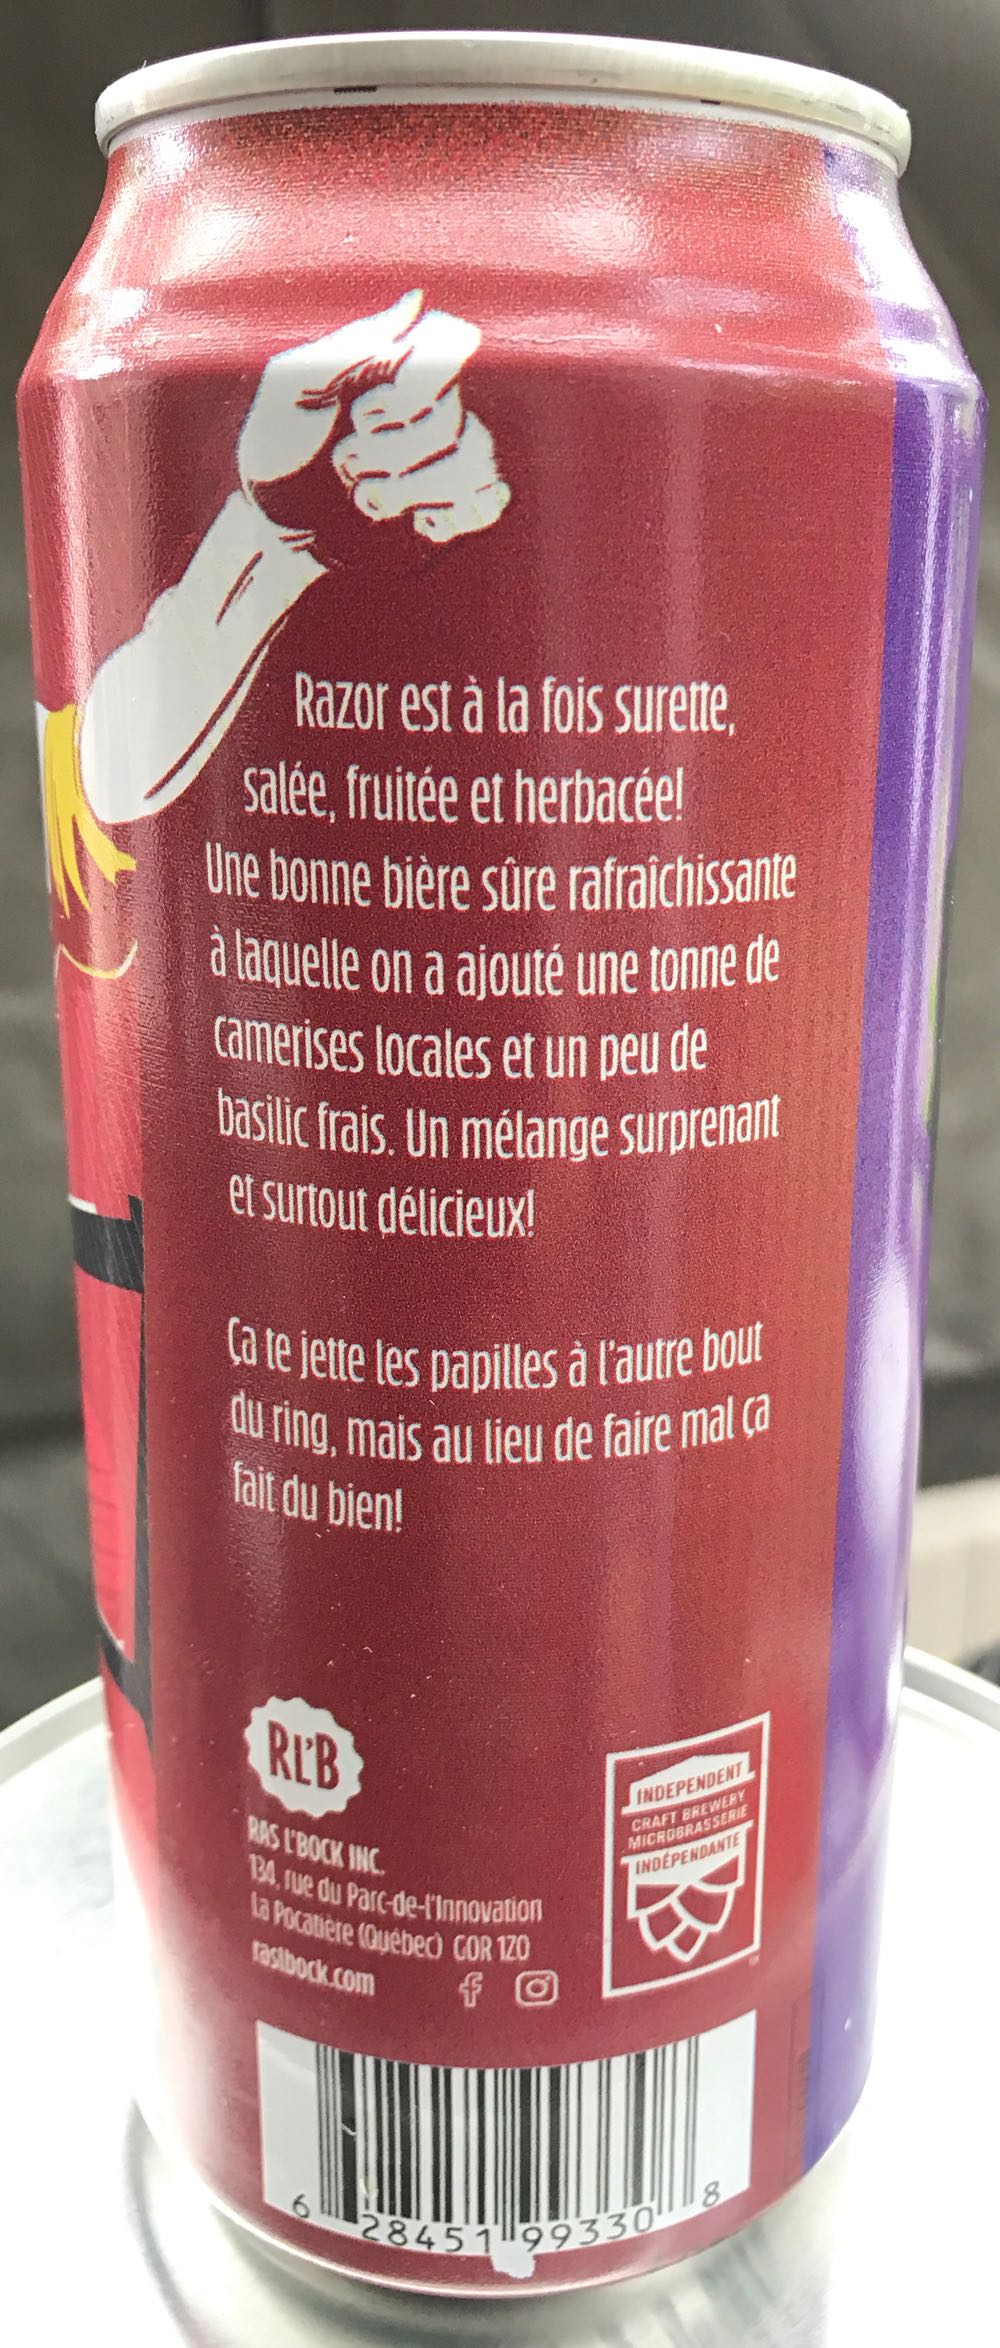 Razor est à la fois surette,
salée, fruitée et herbacée!
Une bonne bière sûre rafraîchissante
à laquelle on a ajouté une tonne de
camerises locales et un peu de
basilic frais. Un mélange surprenant
et surtout délicieux!
Ça te jette les papilles à l'autre bout
du ring, mais au lieu de faire mal ça
fait du bien!
RL'B
RAS L'BOCK INC.
134, rue du Parc-de-l'Innovation
La Pocatière (Québec) G0R 1Z0
raslbock.com
INDEPENDENT
CRAFT BREWERY
MICROBRASSERIE
INDÉPENDANTE
6 28451 99330 8